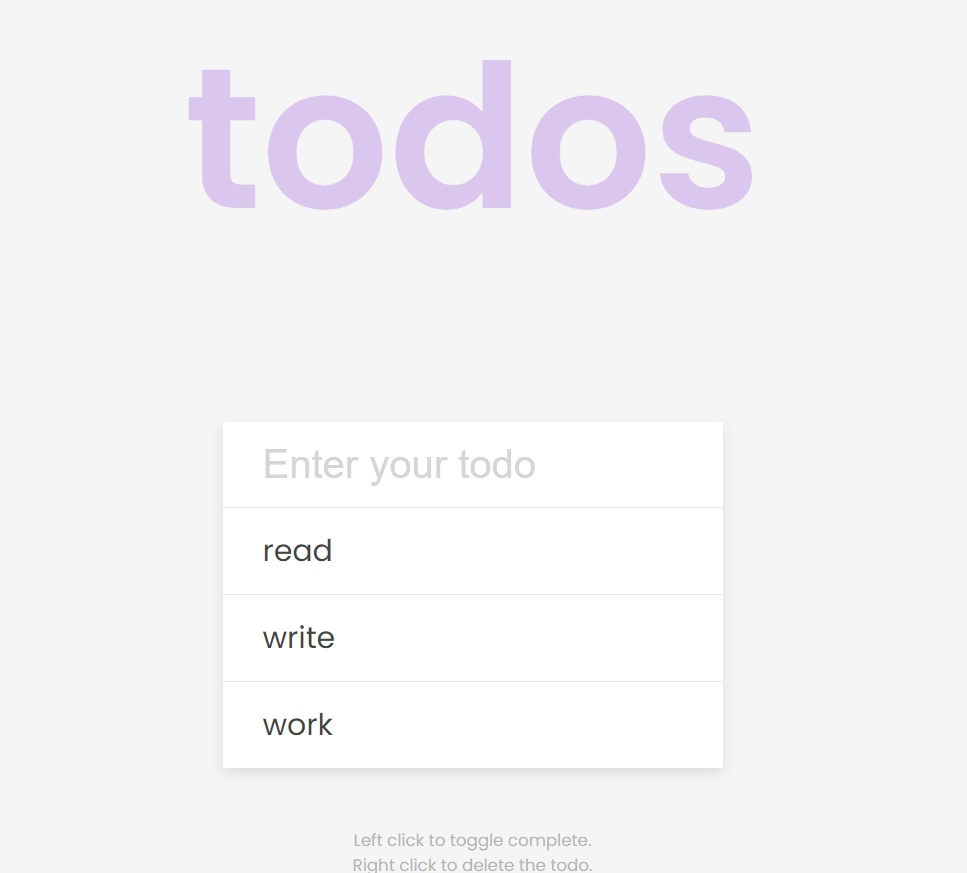 todos
Enter your todo
read
write
work
Left click to toggle complete.
Right click to delete the todo.